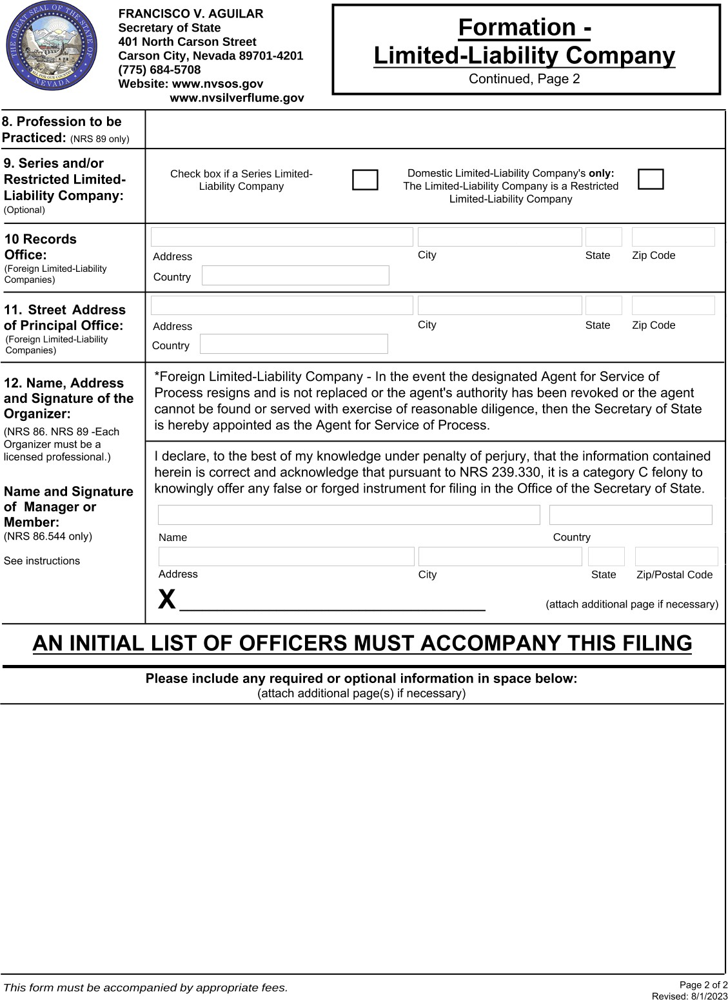 THE GREAT SEAL OF THE STATE OF
NEVADA
ALL FOR OUR COUNTRY
FRANCISCO V. AGUILAR
Secretary of State
401 North Carson Street
Carson City, Nevada 89701-4201
(775) 684-5708
Website: www.nvsos.gov
www.nvsilverflume.gov
Formation -
Limited-Liability Company
Continued, Page 2
8. Profession to be
Practiced: (NRS 89 only)
9. Series and/or
Restricted Limited-
Liability Company:
(Optional)
Check box if a Series Limited-
Liability Company
Domestic Limited-Liability Company's only:
The Limited-Liability Company is a Restricted
Limited-Liability Company
10 Records
Office:
(Foreign Limited-Liability
Companies)
Address
City
State
Zip Code
Country
11. Street Address
of Principal Office:
(Foreign Limited-Liability
Companies)
Address
City
State
Zip Code
Country
12. Name, Address
and Signature of the
Organizer:
(NRS 86. NRS 89 -Each
Organizer must be a
licensed professional.)
Name and Signature
of Manager or
Member:
(NRS 86.544 only)
See instructions
*Foreign Limited-Liability Company - In the event the designated Agent for Service of
Process resigns and is not replaced or the agent's authority has been revoked or the agent
cannot be found or served with exercise of reasonable diligence, then the Secretary of State
is hereby appointed as the Agent for Service of Process.
I declare, to the best of my knowledge under penalty of perjury, that the information contained
herein is correct and acknowledge that pursuant to NRS 239.330, it is a category C felony to
knowingly offer any false or forged instrument for filing in the Office of the Secretary of State.
Name
Country
Address
City
State
Zip/Postal Code
X
(attach additional page if necessary)
AN INITIAL LIST OF OFFICERS MUST ACCOMPANY THIS FILING
Please include any required or optional information in space below:
(attach additional page(s) if necessary)
This form must be accompanied by appropriate fees.
Page 2 of 2
Revised: 8/1/2023